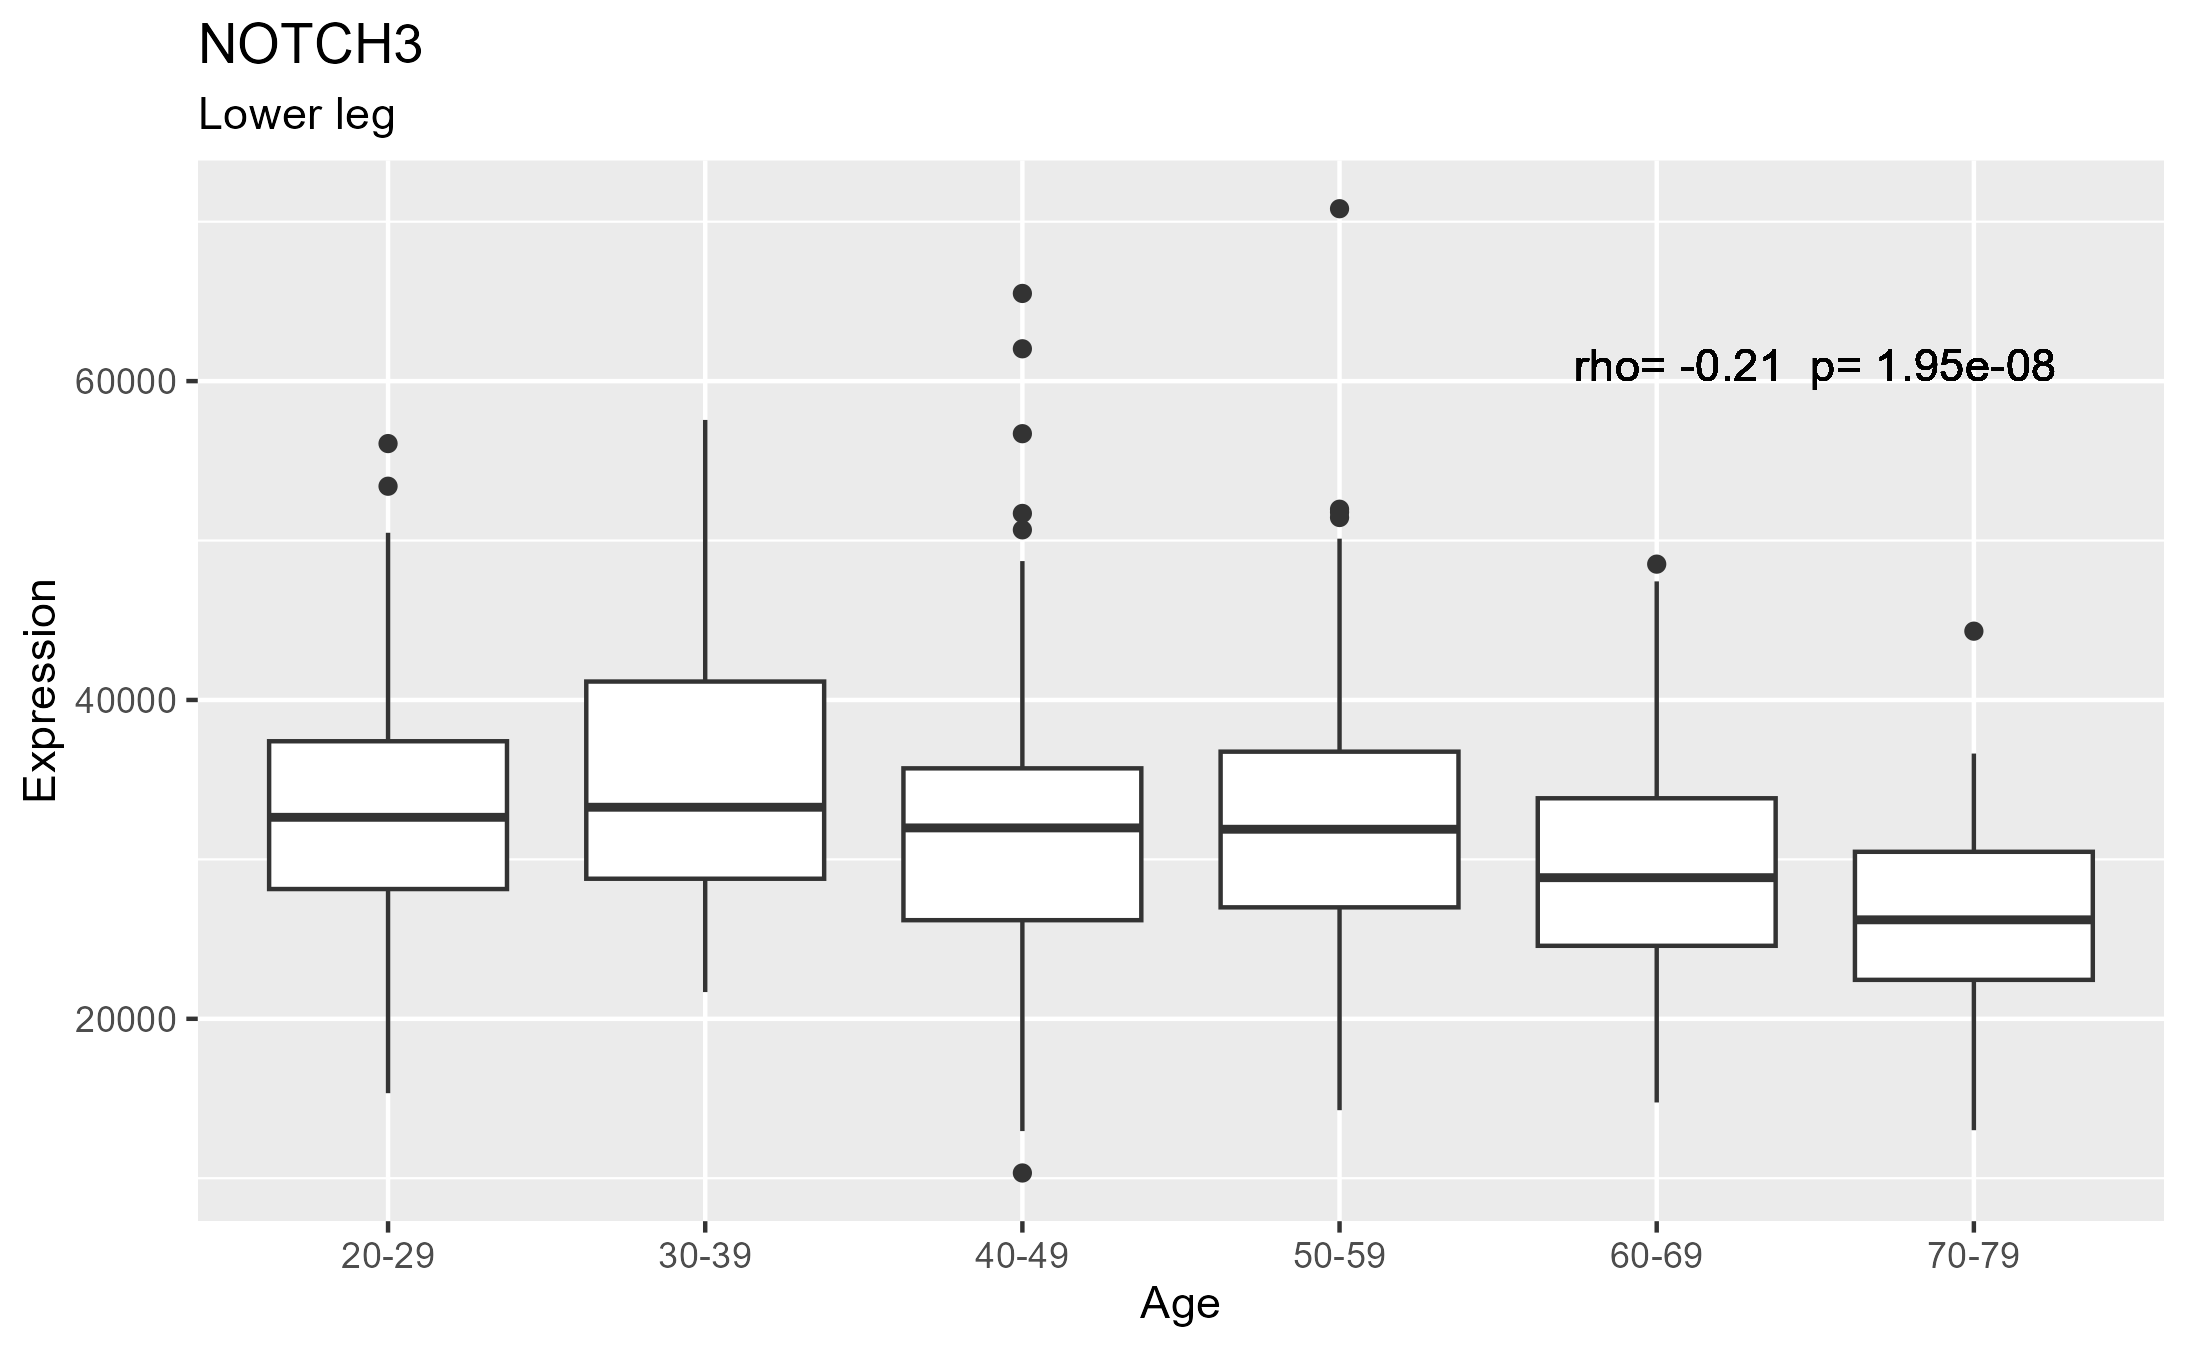 NOTCH3
Lower leg
rho= -0.21  p= 1.95e-08
60000
40000
20000
Expression
20-29 30-39 40-49 50-59 60-69 70-79
Age